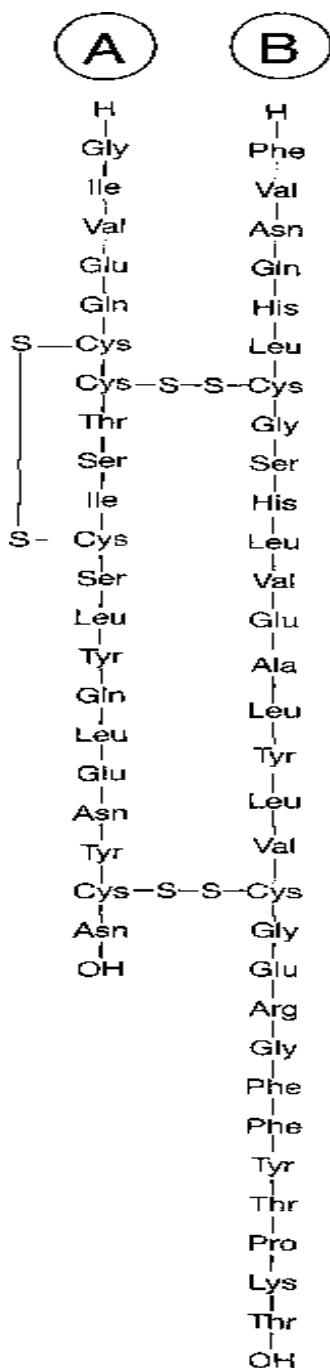 A
H
Gly
Ile
Val
Glu
Gln
S-Cys
Cys-S-S-Cys
Thr
Ser
Ile
S-Cys
Ser
Leu
Tyr
Gln
Leu
Glu
Asn
Tyr
Cys-S-S-Cys
Asn
OH
B
H
Phe
Val
Asn
Gln
His
Leu
Gly
Ser
His
Leu
Val
Glu
Ala
Leu
Tyr
Leu
Val
Gly
Glu
Arg
Gly
Phe
Phe
Tyr
Thr
Pro
Lys
Thr
OH